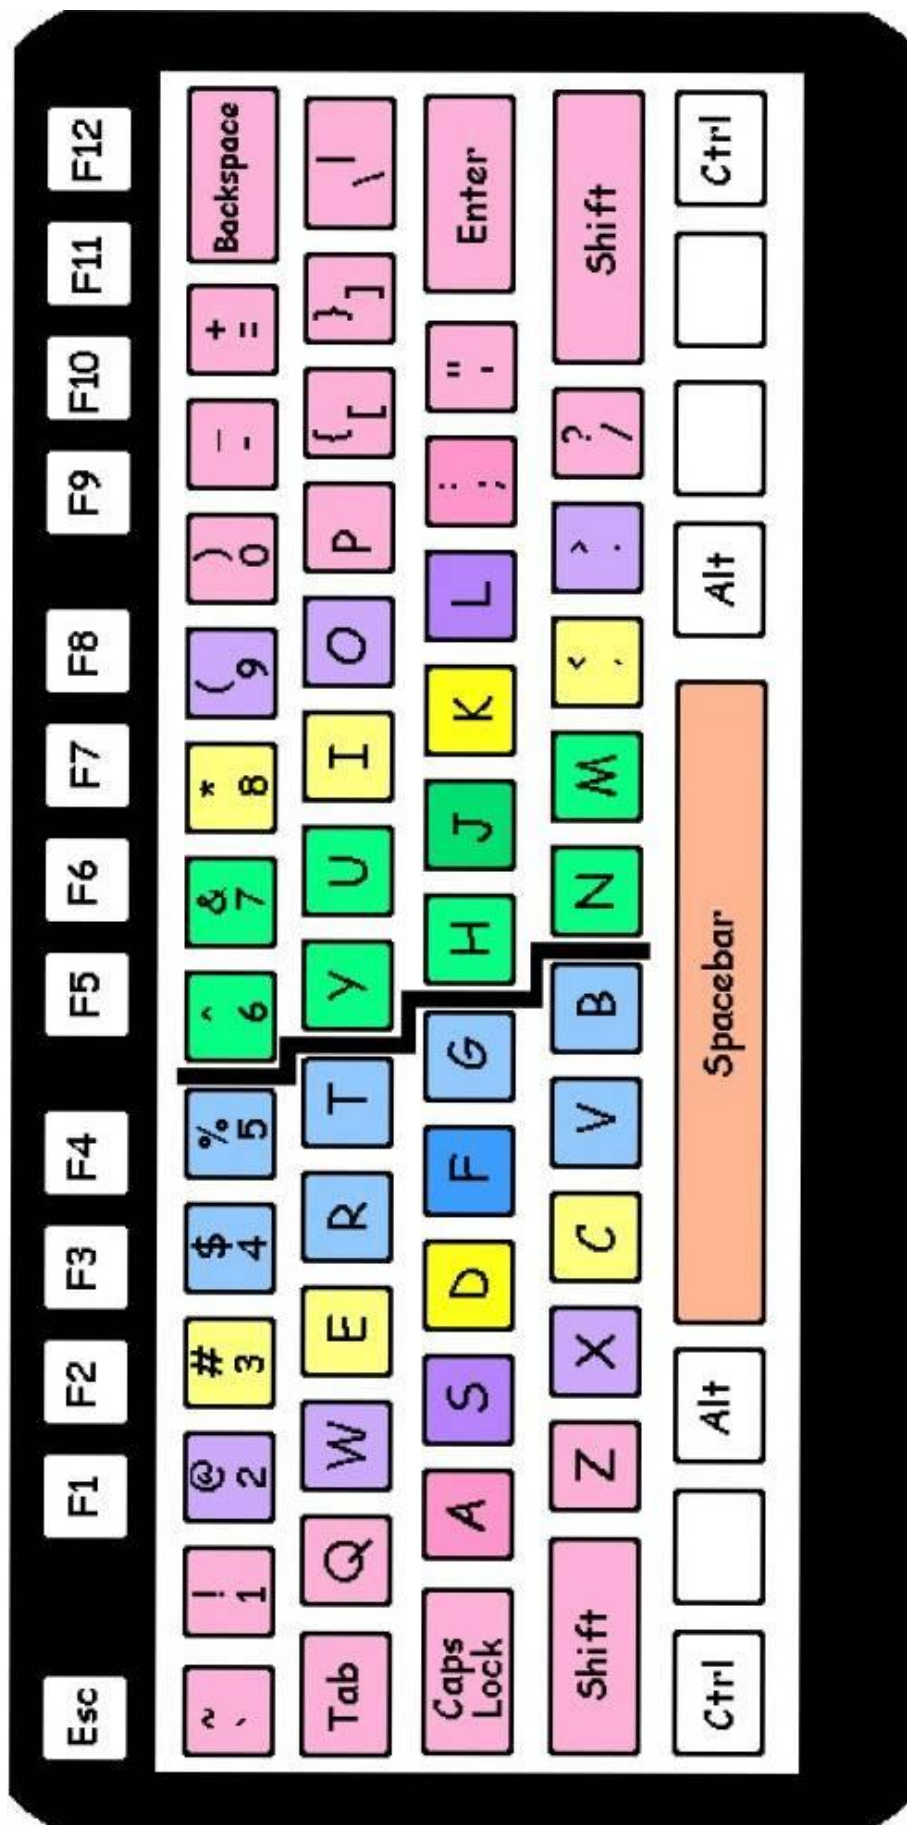 Esc F1 F2 F3 F4 F5 F6 F7 F8 F9 F10 F11 F12
~ ` ! 1 @ 2 # 3 $ 4 % 5 ^ 6 & 7 * 8 ( 9 ) 0 _ - + = Backspace
Tab Q W E R T Y U I O P { [ } ] | \
Caps Lock A S D F G H J K L : ; " ' Enter
Shift Z X C V B N M < , > . ? / Shift
Ctrl Alt Spacebar Alt Ctrl